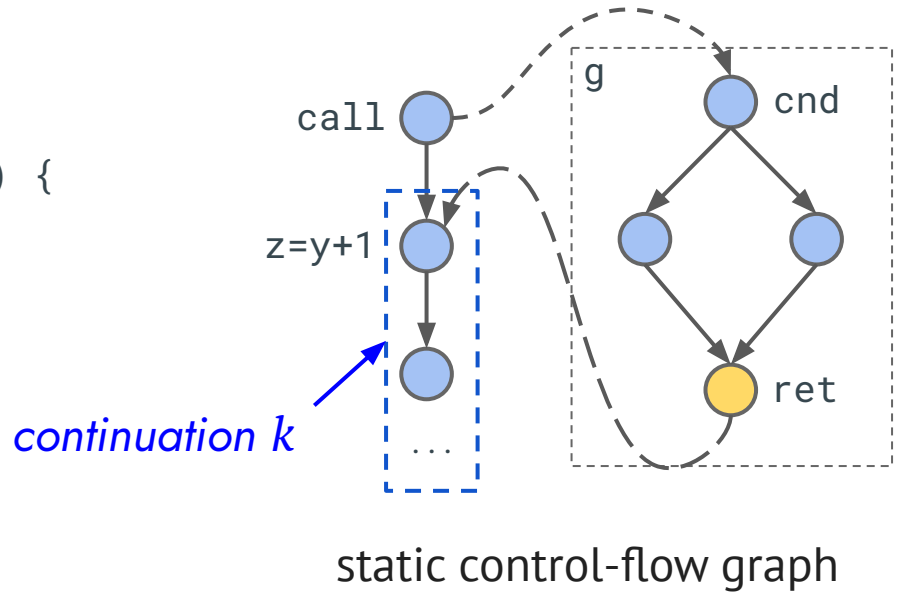 ) {
call
g
cnd
z=y+1
continuation k
...
ret
static control-flow graph